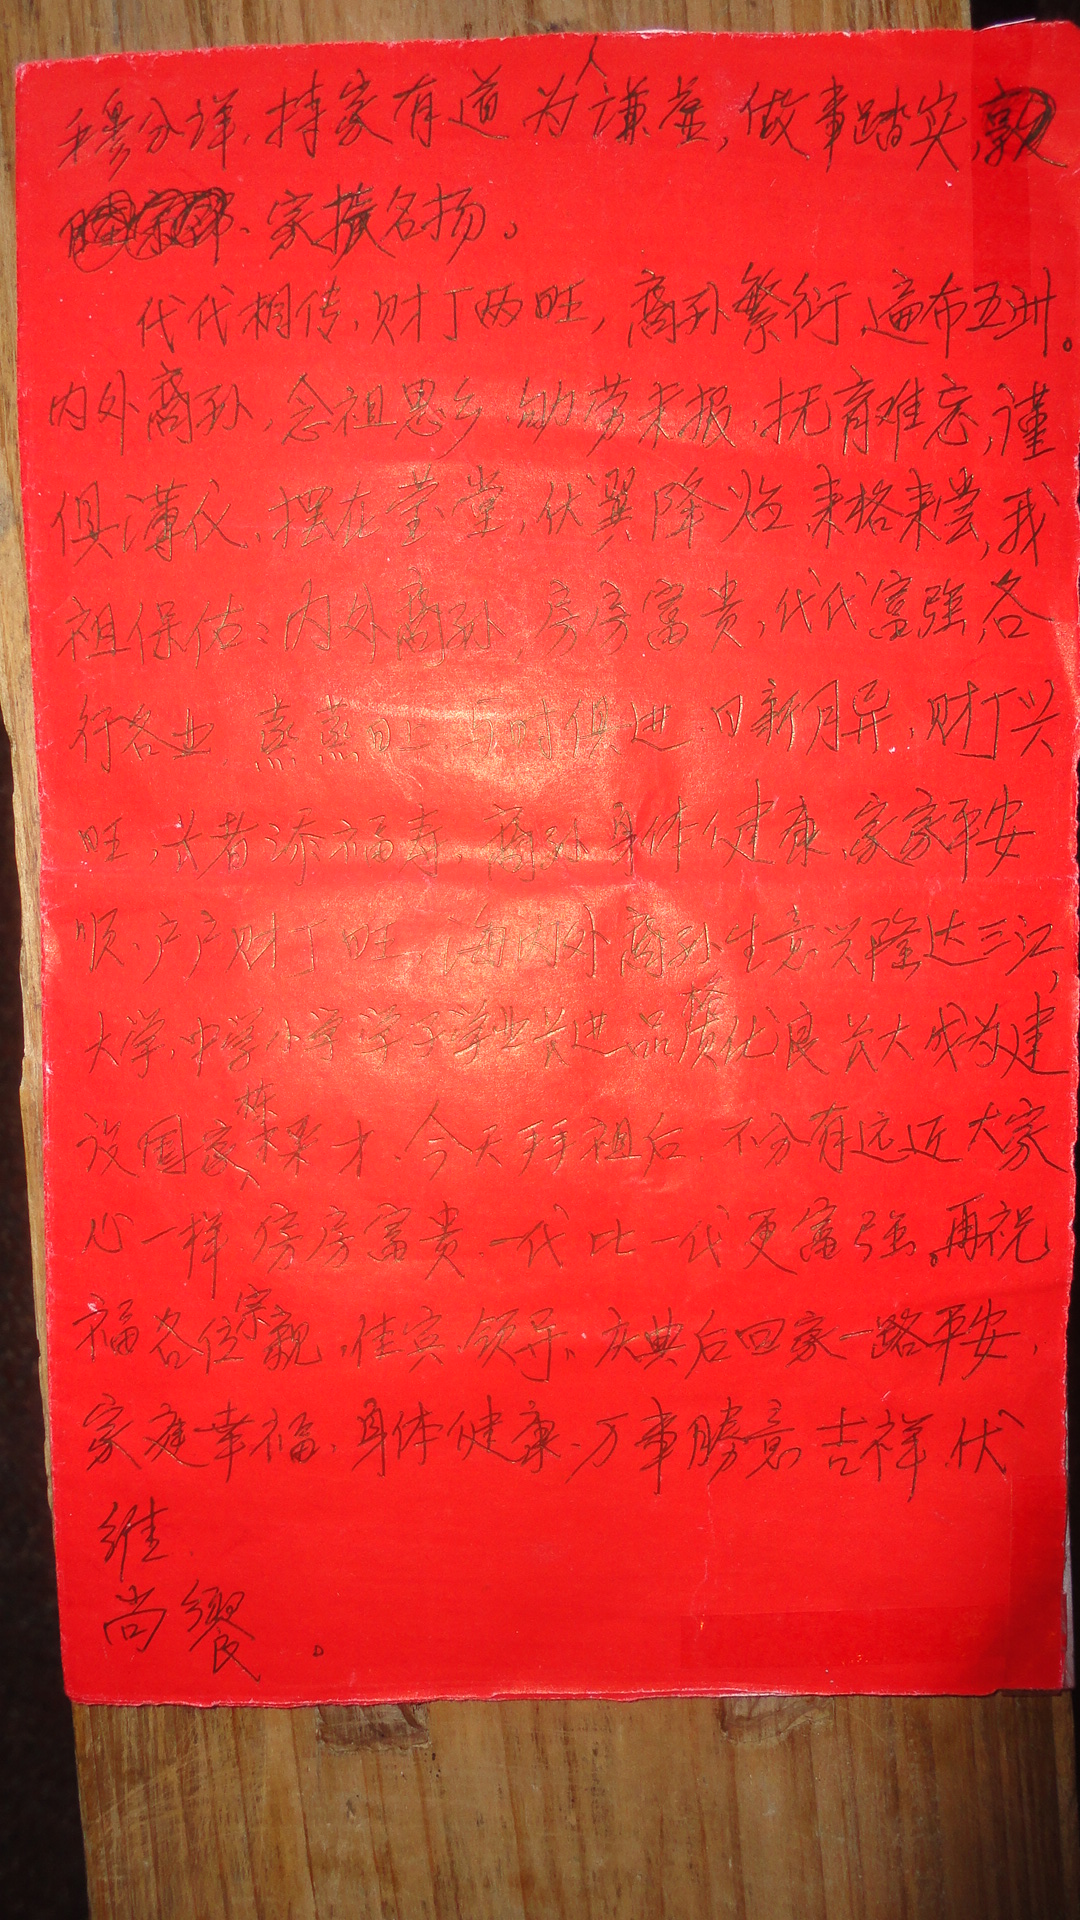 穆分详，持家有道为人谦虚，做事踏实，敦
家族名扬。
代代相传，财丁两旺，裔孙繁衍，遍布五洲。
内外裔孙，念祖思乡，劬劳未报，抚育难忘，谨
俱薄仪，摆在堂，伏冀降临，来格来尝，我
祖保估：内外裔孙，房房富贵，代代富强，各
行各业，蒸蒸日上，与时俱进，日新月异，财丁兴
旺，长者添福寿，裔孙身体健康，家家平安
顺，户户财丁旺，海内外裔孙生意兴隆达三江，
大学，中学小学学子学业长进品质优良长大成为建
设国家栋梁才，今天拜祖后，不分有远近大家
心一样，房房富贵，一代比一代更富强。再祝
福各位宗亲，佳宾，领导，庆典后回家一路平安，
家庭幸福，身体健康，万事胜意吉祥，伏
维
尚飨。